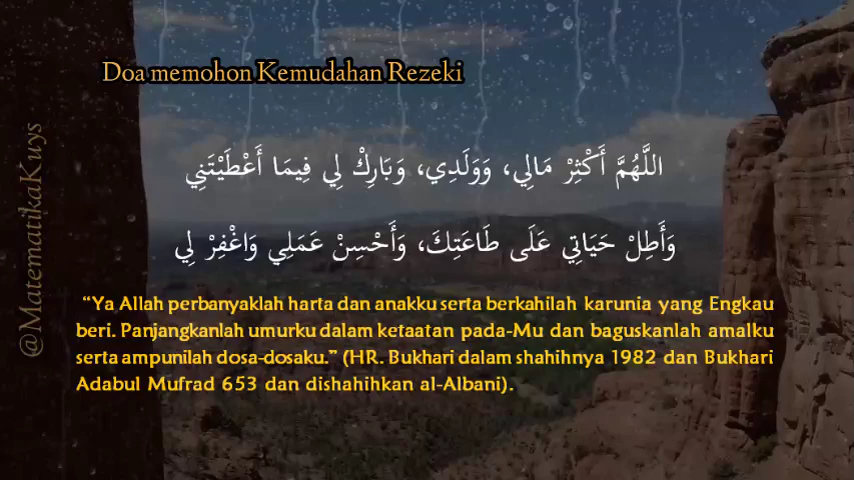 Doa memohon Kemudahan Rezeki
اللَّهُمَّ أَكْثِرْ مَالِي، وَوَلَدِي، وَبَارِكْ لِي فِيمَا أَعْطَيْتَنِي
وَأَطِلْ حَيَاتِي عَلَى طَاعَتِكَ، وَأَحْسِنْ عَمَلِي وَاغْفِرْ لِي
“Ya Allah perbanyaklah harta dan anakku serta berkahilah karunia yang Engkau
beri. Panjangkanlah umurku dalam ketaatan pada-Mu dan baguskanlah amalku
serta ampunilah dosa-dosaku.” (HR. Bukhari dalam shahihnya 1982 dan Bukhari
Adabul Mufrad 653 dan dishahihkan al-Albani).
@MatematikaKuys